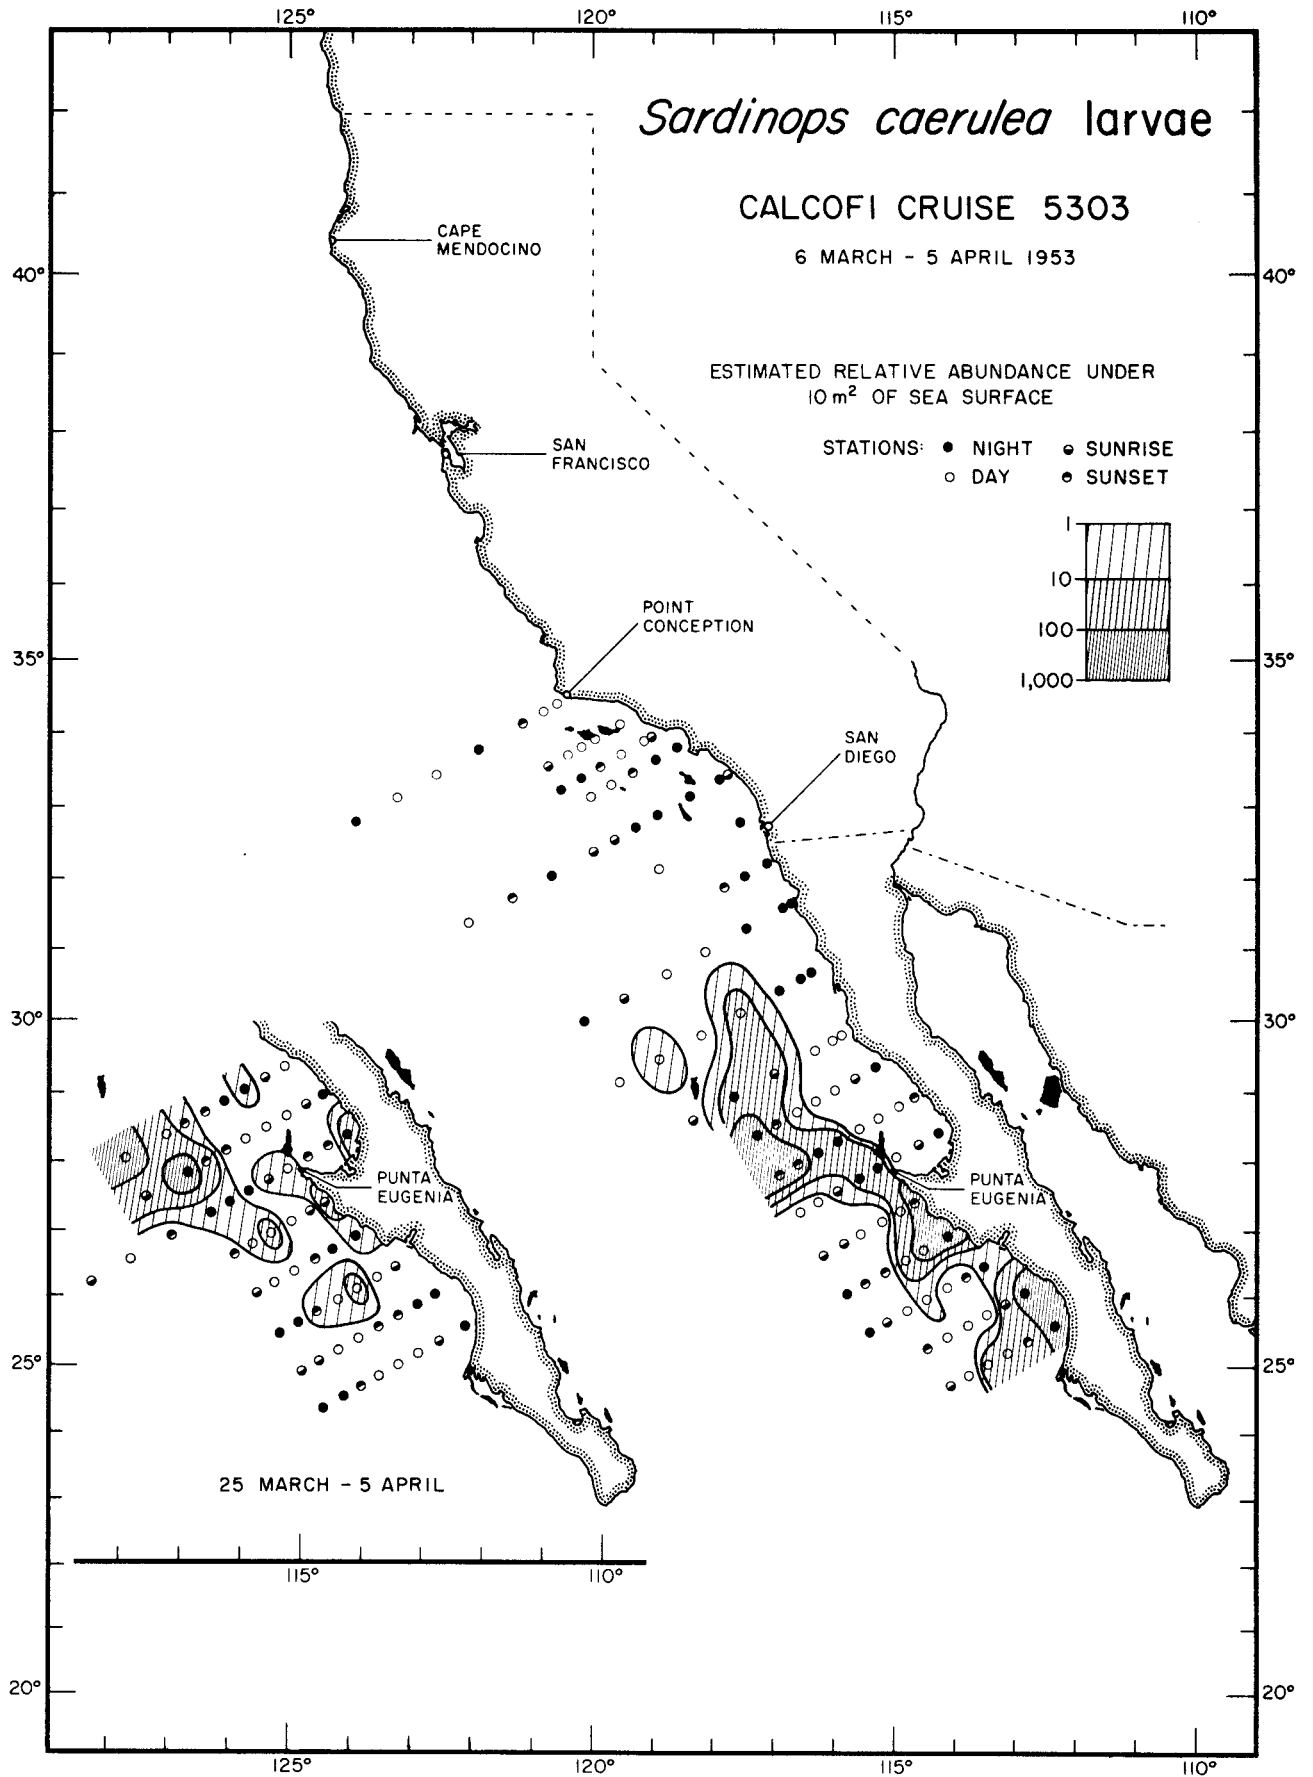 125° 120° 115° 110°
Sardinops caerulea larvae
CALCOFI CRUISE 5303
6 MARCH - 5 APRIL 1953
CAPE
MENDOCINO
40° 40°
ESTIMATED RELATIVE ABUNDANCE UNDER
10 m² OF SEA SURFACE
STATIONS: NIGHT SUNRISE
DAY SUNSET
SAN
FRANCISCO
1
10
100
1,000
POINT
CONCEPTION
35° 35°
SAN
DIEGO
30° 30°
PUNTA
EUGENIA
PUNTA
EUGENIA
25° 25°
25 MARCH - 5 APRIL
115° 110°
20° 20°
125° 120° 115° 110°